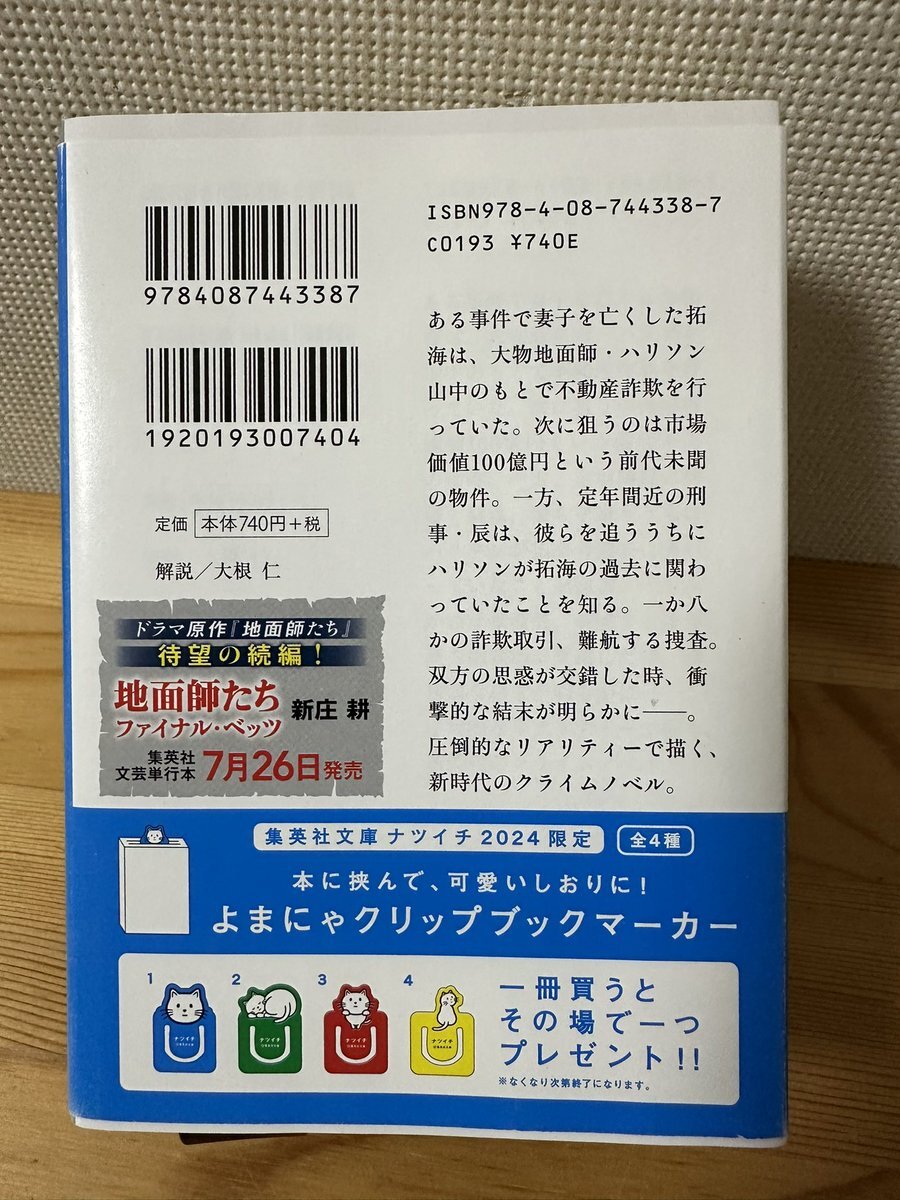 9784087443387
1920193007404
定価 本体740円+税
解説／大根 仁
ドラマ原作『地面師たち』
待望の続編！
地面師たち
ファイナル・ベッツ
新庄 耕
集英社
文芸単行本
7月26日発売
ISBN978-4-08-744338-7
C0193 ¥740E
ある事件で妻子を亡くした拓
海は、大物地面師・ハリソン
山中のもとで不動産詐欺を行
っていた。次に狙うのは市場
価値100億円という前代未聞
の物件。一方、定年間近の刑
事・辰は、彼らを追ううちに
ハリソンが拓海の過去に関わ
っていたことを知る。一か八
かの詐欺取引、難航する捜査。
双方の思惑が交錯した時、衝
撃的な結末が明らかに――。
圧倒的なリアリティーで描く、
新時代のクライムノベル。
集英社文庫 ナツイチ2024限定 全4種
本に挟んで、可愛いしおりに！
よまにゃクリップブックマーカー
1 2 3 4
ナツイチ
ナツイチ
ナツイチ
ナツイチ
一冊買うと
その場で一つ
プレゼント!!
※なくなり次第終了になります。